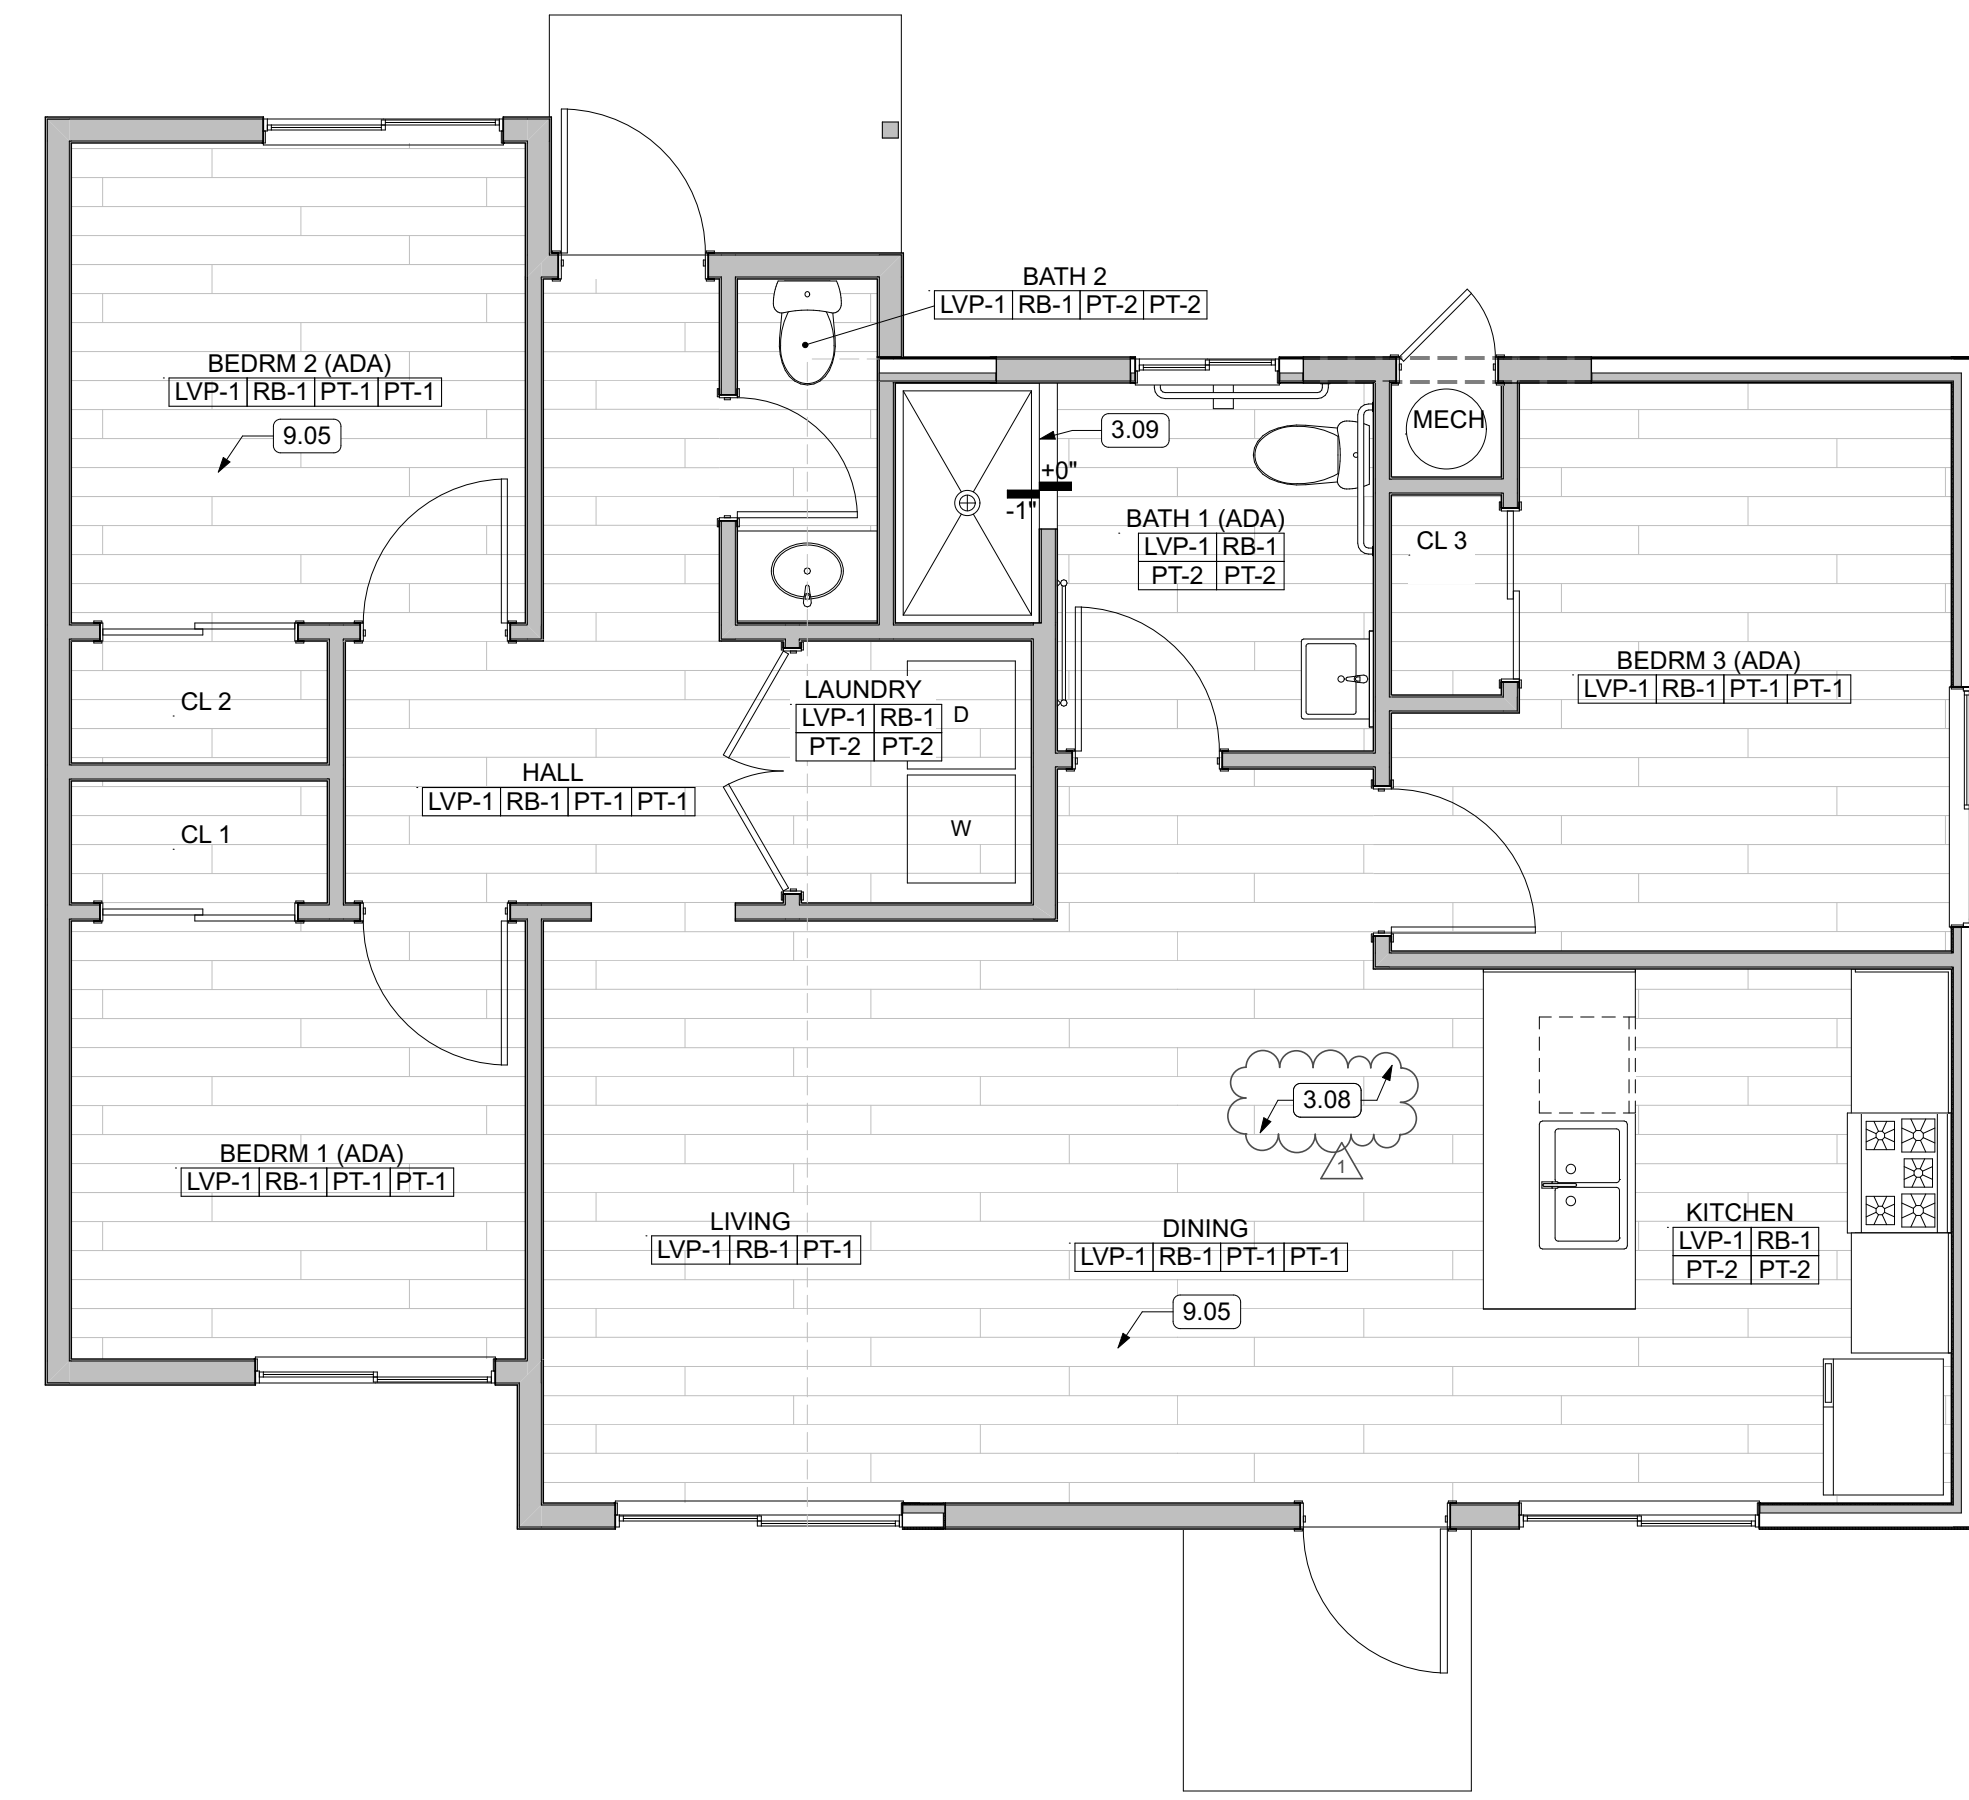 BATH 2
LVP-1 RB-1 PT-2 PT-2
BEDRM 2 (ADA)
LVP-1 RB-1 PT-1 PT-1
9.05
MECH
3.09
+0"
-1"
BATH 1 (ADA)
LVP-1 RB-1
PT-2 PT-2
CL 3
BEDRM 3 (ADA)
LVP-1 RB-1 PT-1 PT-1
CL 2
LAUNDRY
LVP-1 RB-1
PT-2 PT-2
D
HALL
LVP-1 RB-1 PT-1 PT-1
W
CL 1
3.08
1
BEDRM 1 (ADA)
LVP-1 RB-1 PT-1 PT-1
LIVING
LVP-1 RB-1 PT-1
DINING
LVP-1 RB-1 PT-1 PT-1
KITCHEN
LVP-1 RB-1
PT-2 PT-2
9.05